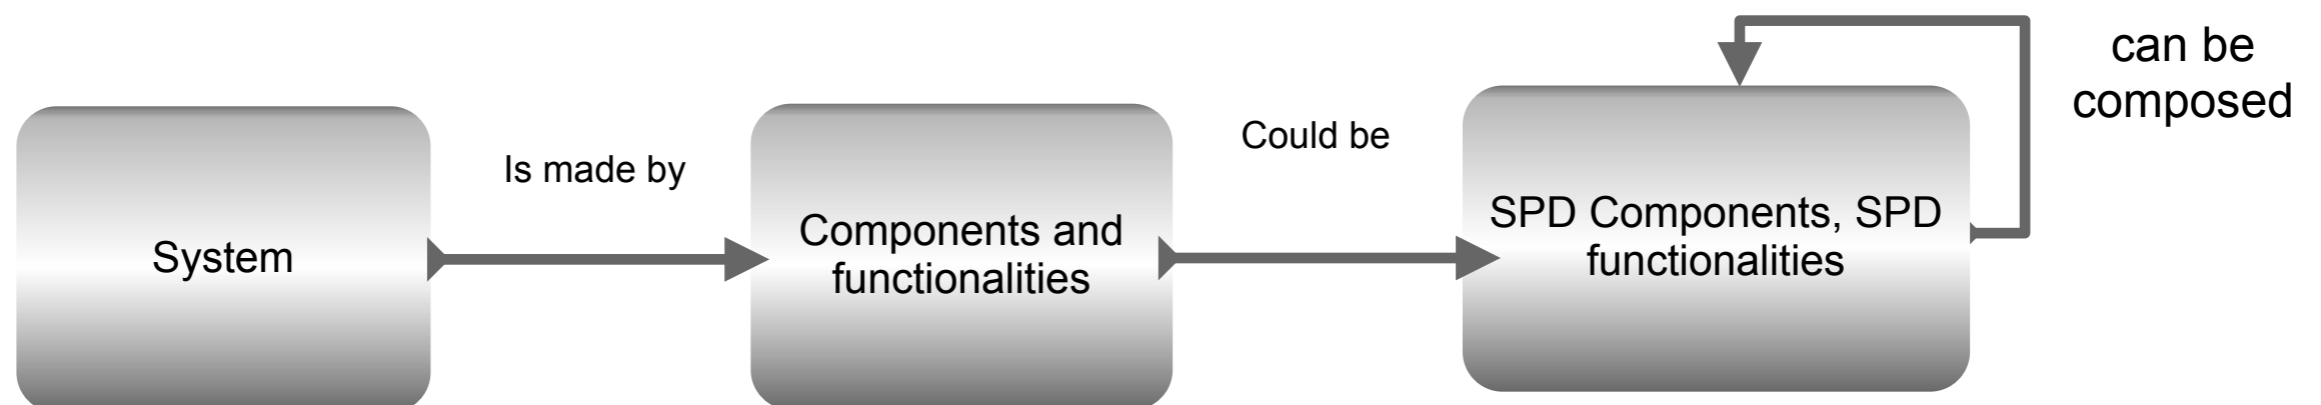 System
Is made by
Components and
functionalities
Could be
SPD Components, SPD
functionalities
can be
composed